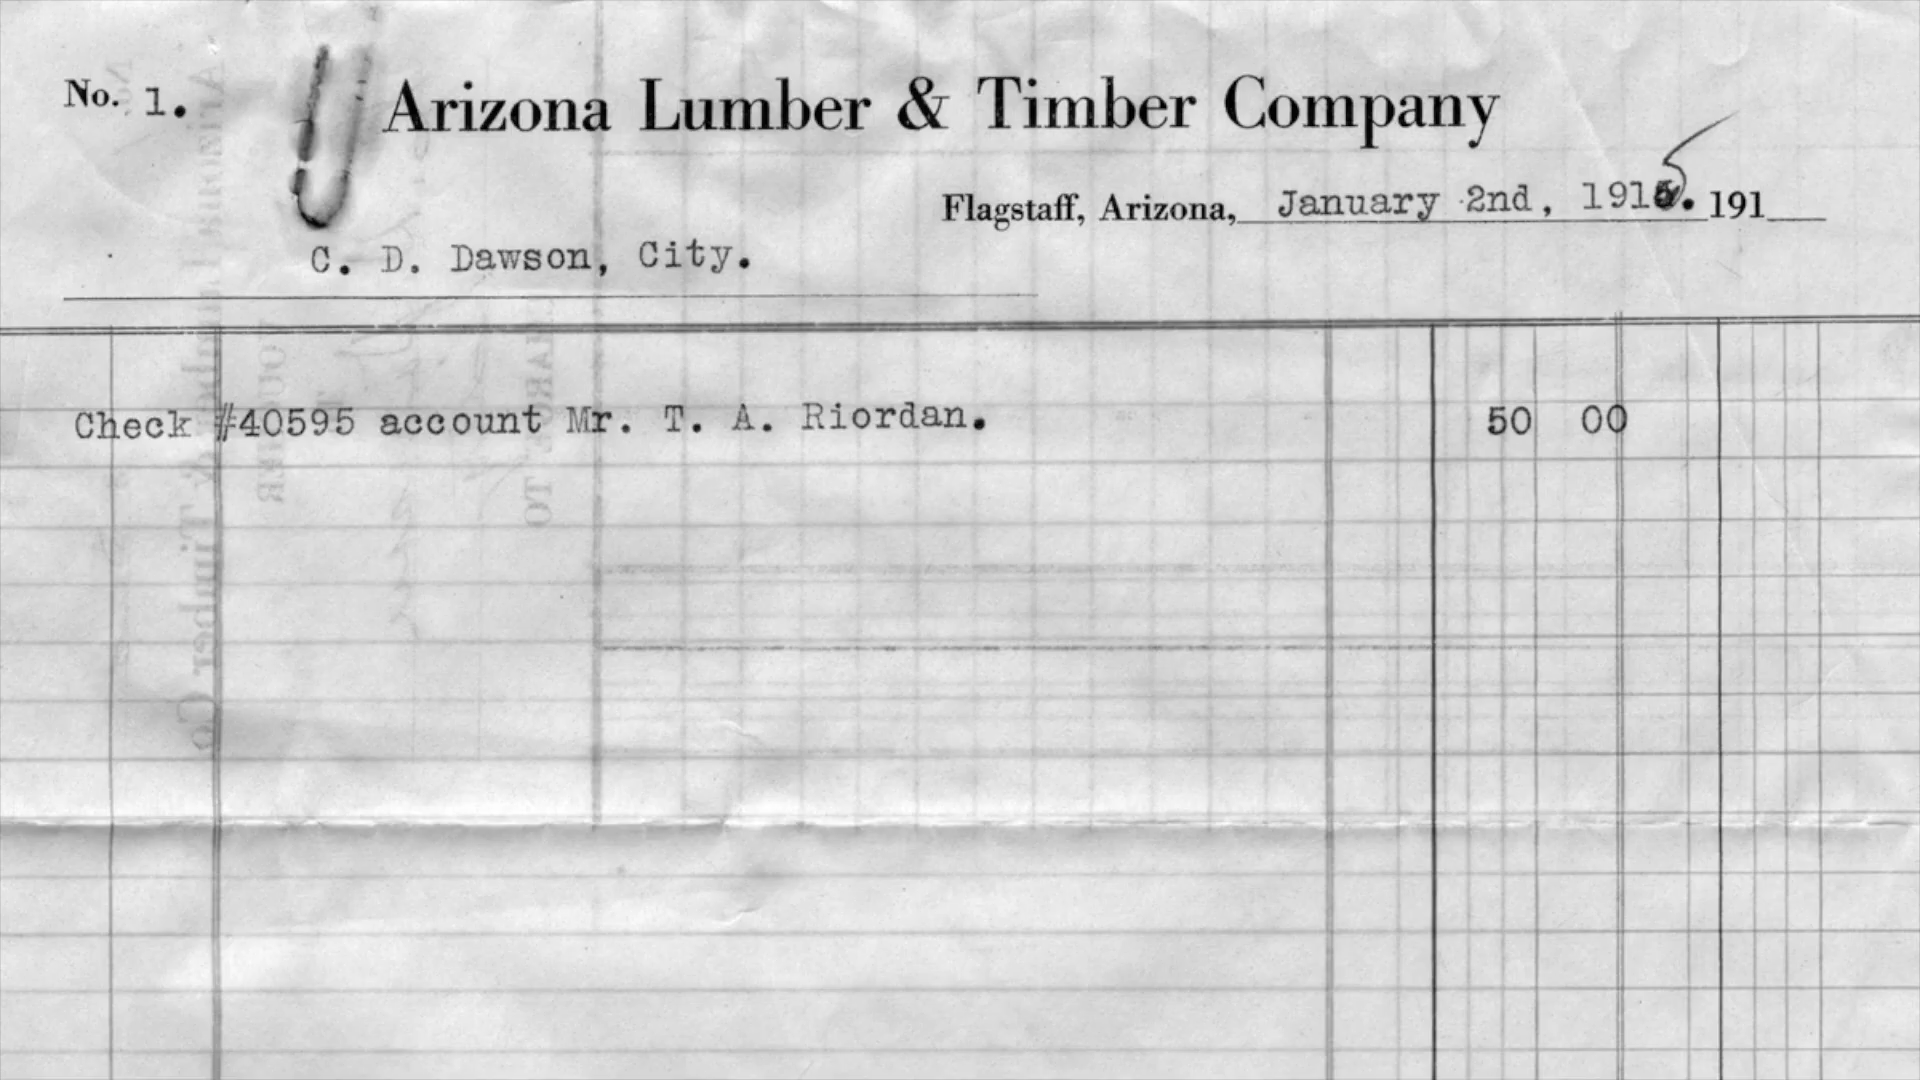 No. 1.
Arizona Lumber & Timber Company
Flagstaff, Arizona, January 2nd, 1915. 191
C. D. Dawson, City.
Check #40595 account Mr. T. A. Riordan. 50 00